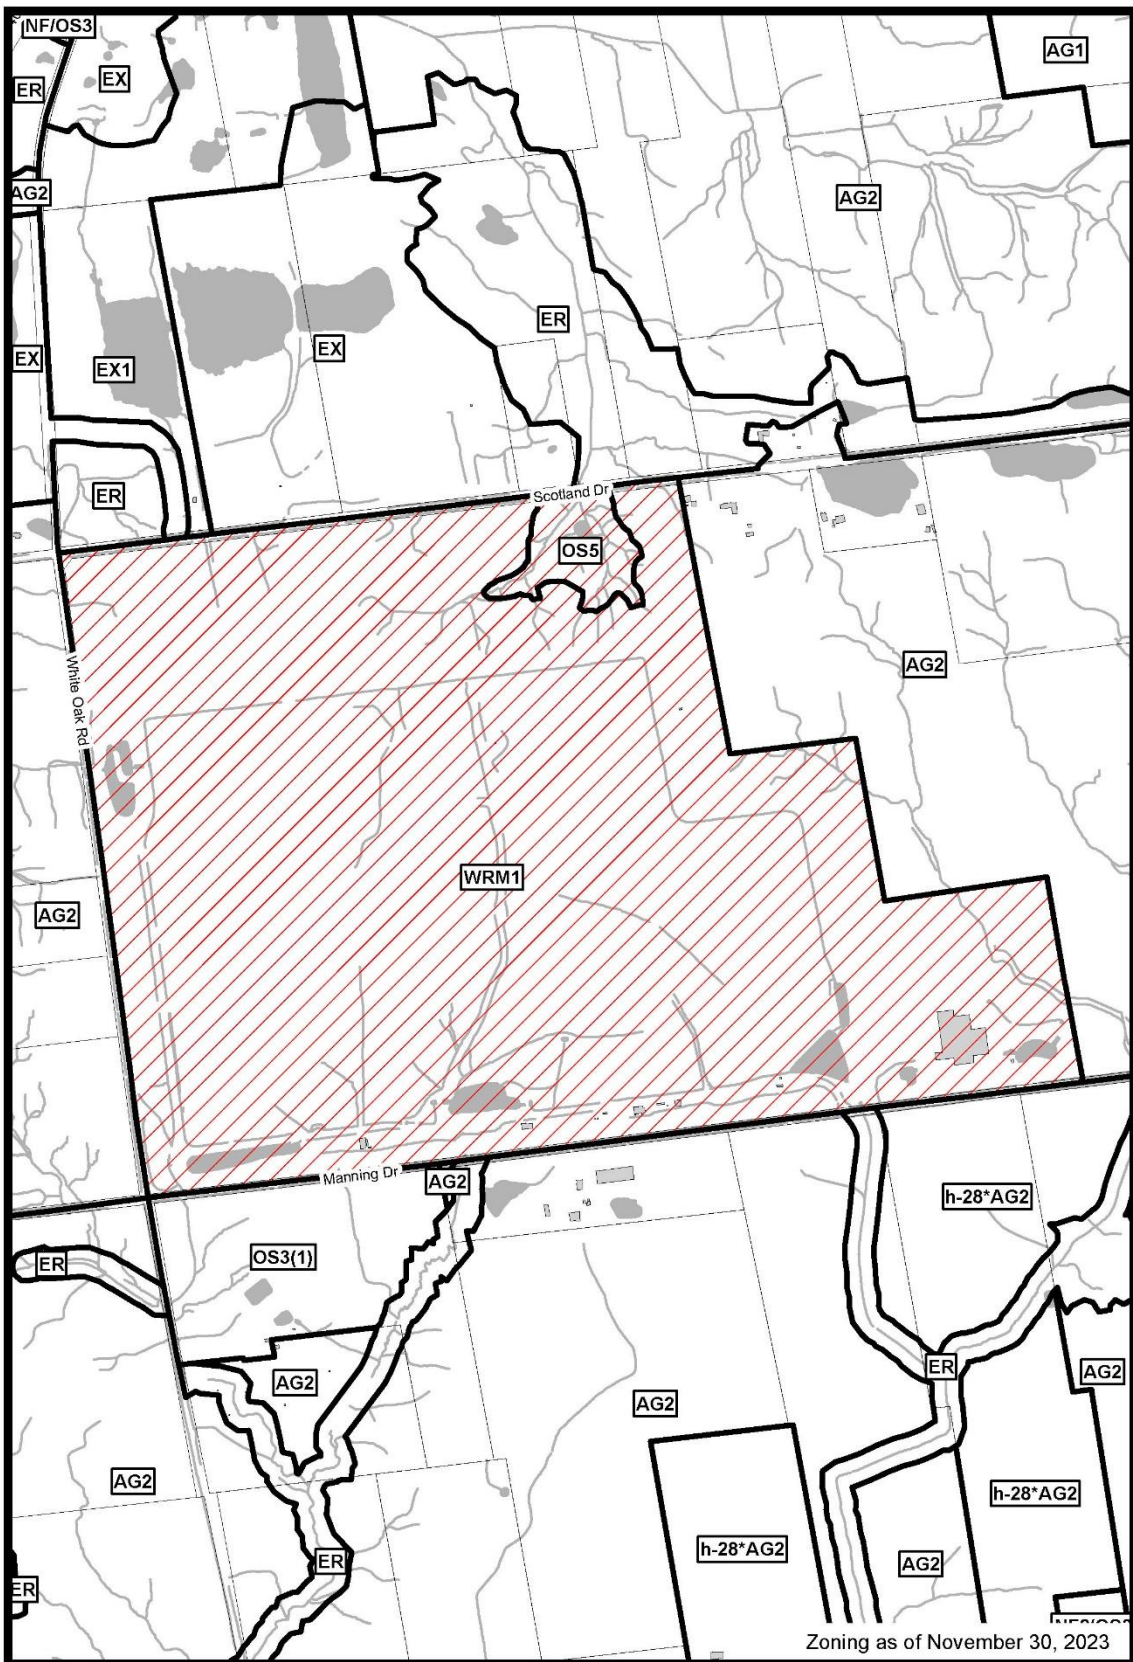 NF/OS3
AG1
EX
ER
AG2
AG2
ER
EX
EX
EX1
ER
Scotland Dr
OS5
White Oak Rd
AG2
WRM1
AG2
Manning Dr
AG2
h-28*AG2
OS3(1)
ER
ER
AG2
AG2
AG2
AG2
h-28*AG2
h-28*AG2
ER
AG2
ER
Zoning as of November 30, 2023